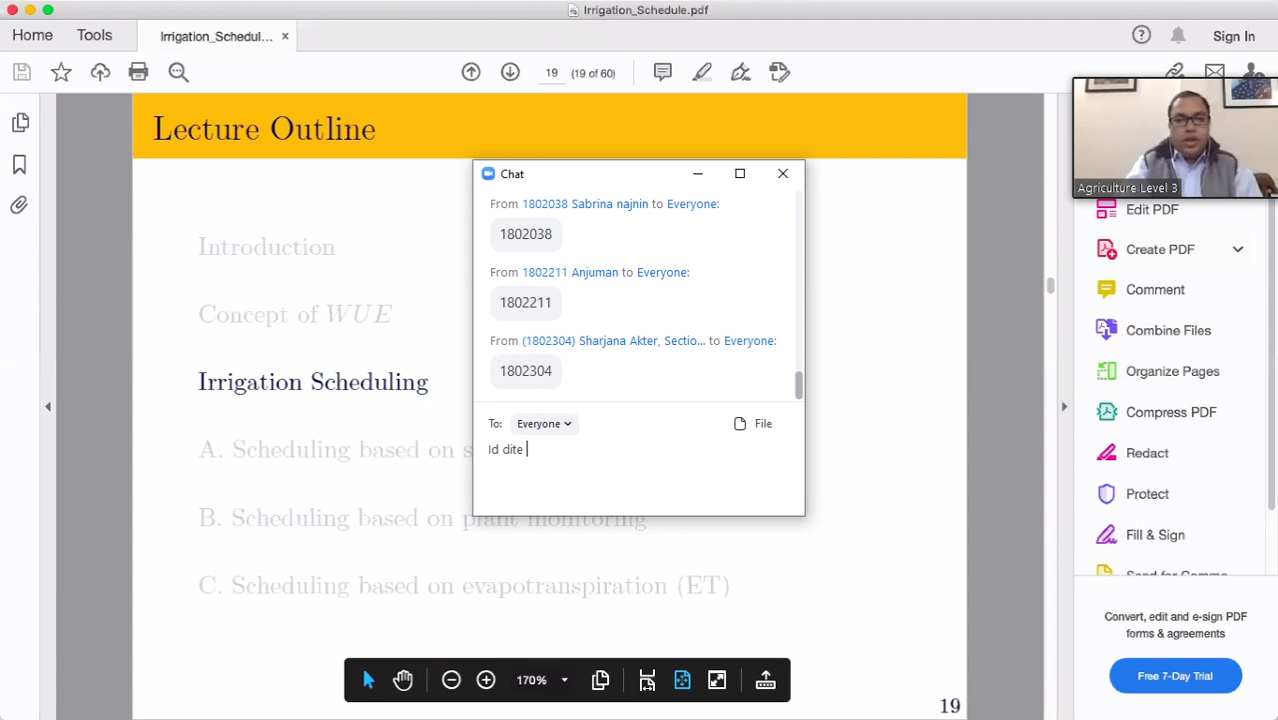 Irrigation_Schedule.pdf
Home
Tools
Irrigation_Schedul...
Sign In
19
(19 of 60)
Lecture Outline
Introduction
Concept of WUE
Irrigation Scheduling
A. Scheduling based on s
B. Scheduling based on plant monitoring
C. Scheduling based on evapotranspiration (ET)
19
Chat
From 1802038 Sabrina najnin to Everyone:
1802038
From 1802211 Anjuman to Everyone:
1802211
From (1802304) Sharjana Akter, Sectio... to Everyone:
1802304
To: Everyone
File
Id dite
170%
Agriculture Level 3
Edit PDF
Create PDF
Comment
Combine Files
Organize Pages
Compress PDF
Redact
Protect
Fill & Sign
Convert, edit and e-sign PDF
forms & agreements
Free 7-Day Trial